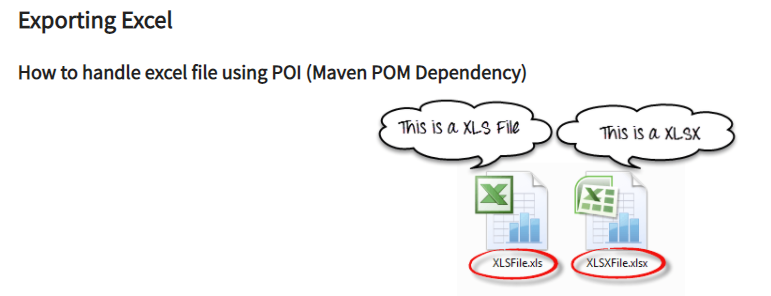 Exporting Excel
How to handle excel file using POI (Maven POM Dependency)
This is a XLS File
This is a XLSX
XLSFile.xls
XLSXFile.xlsx